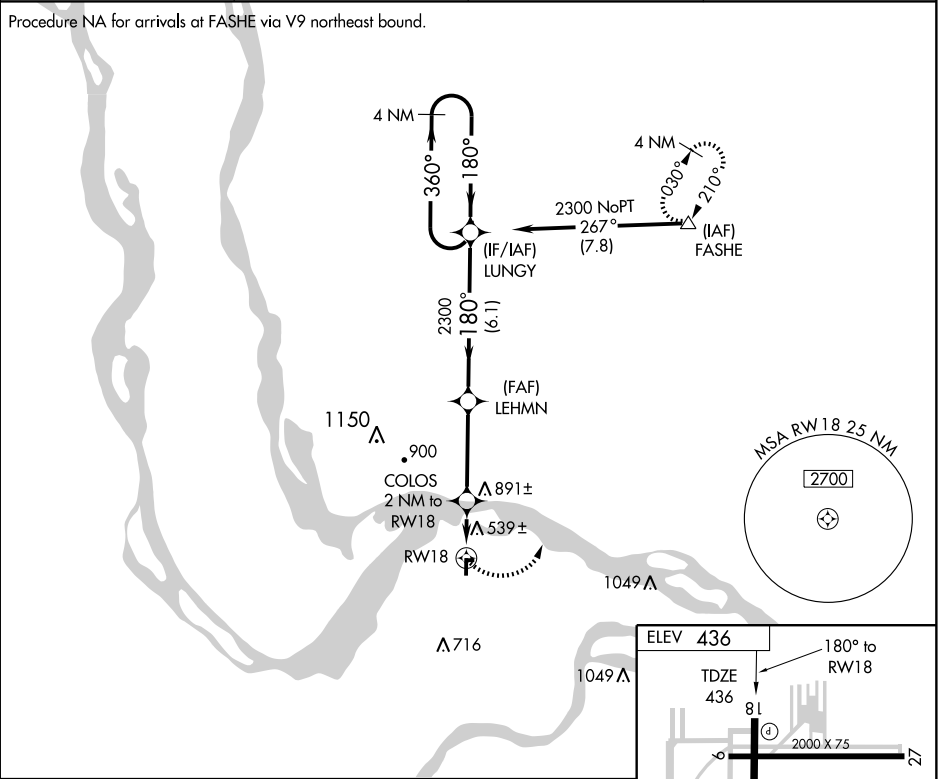 Procedure NA for arrivals at FASHE via V9 northeast bound.
4 NM
360°
180°
4 NM
030°
210°
2300 NoPT
267°
(7.8)
(IAF)
FASHE
(IF/IAF)
LUNGY
2300
180°
(6.1)
(FAF)
LEHMN
1150
900
COLOS
2 NM to
RW18
891±
539±
RW18
MSA RW18 25 NM
2700
1049
716
1049
ELEV 436
180° to
RW18
TDZE
436
18
P
2000 X 75
9
27